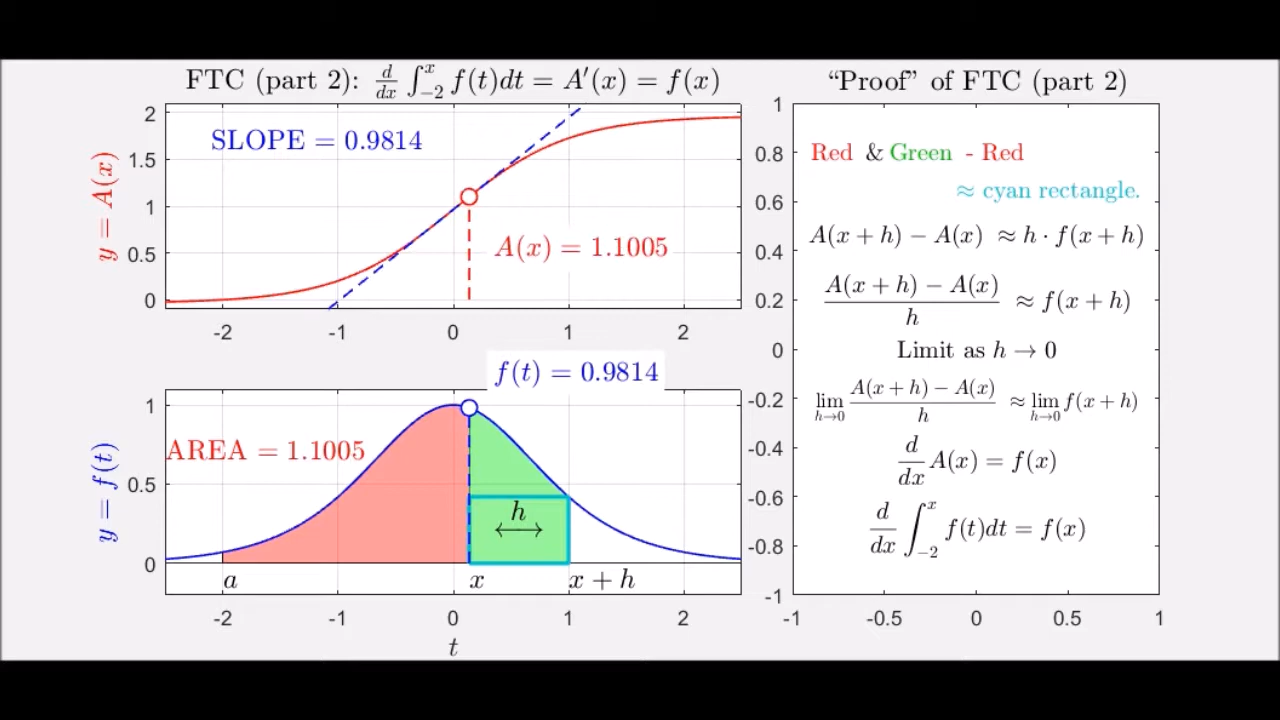 FTC (part 2): d/dx ∫_{-2}^{x} f(t)dt = A′(x) = f(x)
y = A(x)
2
1.5
1
0.5
0
SLOPE = 0.9814
A(x) = 1.1005
-2 -1 0 1 2
f(t) = 0.9814
y = f(t)
1
0.5
0
AREA = 1.1005
h
a x x + h
-2 -1 0 1 2
t
“Proof” of FTC (part 2)
1
0.8
0.6
0.4
0.2
0
-0.2
-0.4
-0.6
-0.8
-1
Red & Green - Red
≈ cyan rectangle.
A(x + h) − A(x) ≈ h · f(x + h)
A(x + h) − A(x) / h ≈ f(x + h)
Limit as h → 0
lim_{h→0} A(x + h) − A(x) / h ≈ lim_{h→0} f(x + h)
d/dx A(x) = f(x)
d/dx ∫_{-2}^{x} f(t)dt = f(x)
-1 -0.5 0 0.5 1